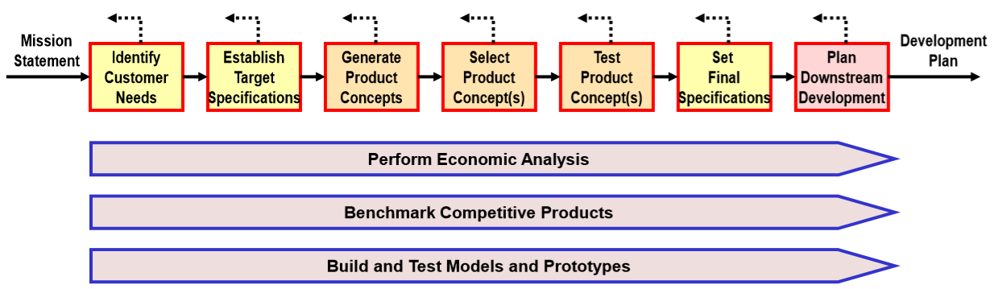 Mission
Statement
Identify
Customer
Needs
Establish
Target
Specifications
Generate
Product
Concepts
Select
Product
Concept(s)
Test
Product
Concept(s)
Set
Final
Specifications
Plan
Downstream
Development
Development
Plan
Perform Economic Analysis
Benchmark Competitive Products
Build and Test Models and Prototypes